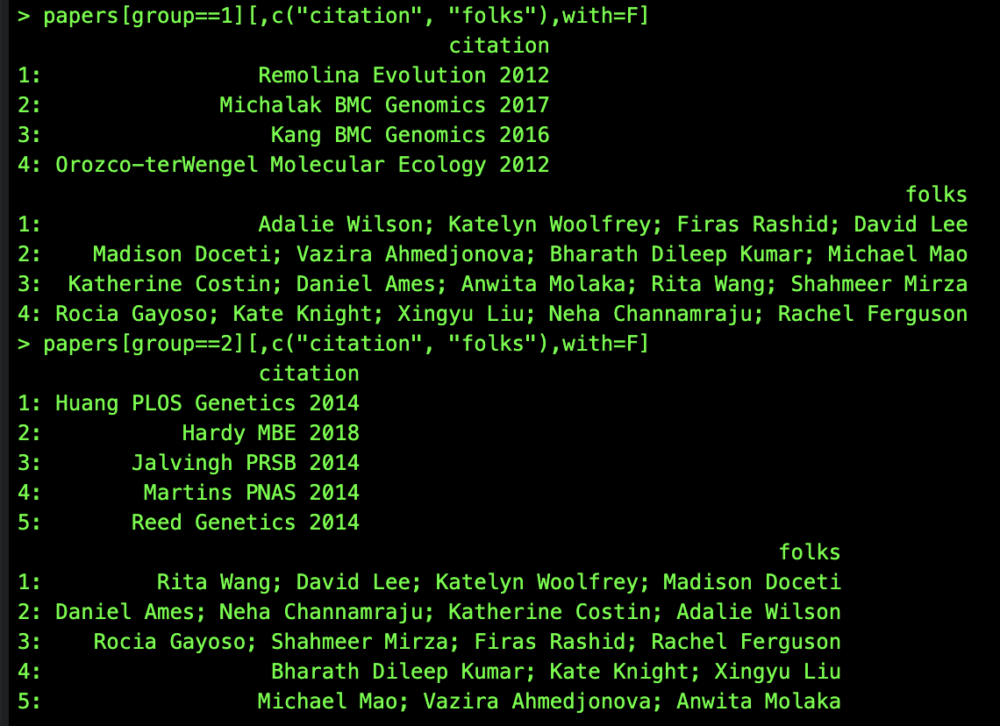 > papers[group==1][,c("citation", "folks"),with=F]
citation
1: Remolina Evolution 2012
2: Michalak BMC Genomics 2017
3: Kang BMC Genomics 2016
4: Orozco-terWengel Molecular Ecology 2012
folks
1: Adalie Wilson; Katelyn Woolfrey; Firas Rashid; David Lee
2: Madison Doceti; Vazira Ahmedjonova; Bharath Dileep Kumar; Michael Mao
3: Katherine Costin; Daniel Ames; Anwita Molaka; Rita Wang; Shahmeer Mirza
4: Rocia Gayoso; Kate Knight; Xingyu Liu; Neha Channamraju; Rachel Ferguson
> papers[group==2][,c("citation", "folks"),with=F]
citation
1: Huang PLOS Genetics 2014
2: Hardy MBE 2018
3: Jalvingh PRSB 2014
4: Martins PNAS 2014
5: Reed Genetics 2014
folks
1: Rita Wang; David Lee; Katelyn Woolfrey; Madison Doceti
2: Daniel Ames; Neha Channamraju; Katherine Costin; Adalie Wilson
3: Rocia Gayoso; Shahmeer Mirza; Firas Rashid; Rachel Ferguson
4: Bharath Dileep Kumar; Kate Knight; Xingyu Liu
5: Michael Mao; Vazira Ahmedjonova; Anwita Molaka